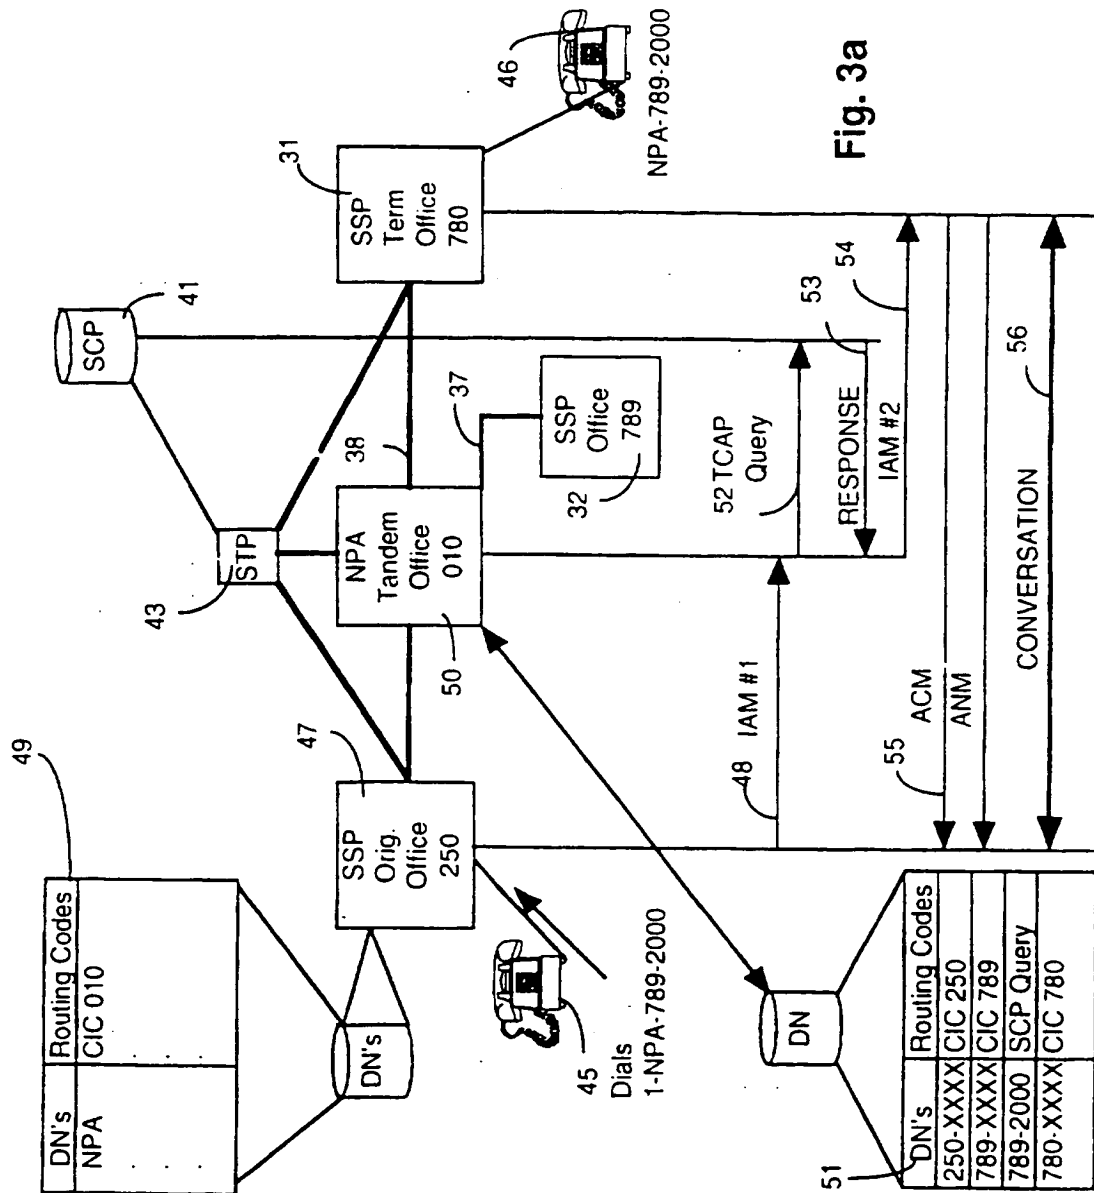 49
DN's Routing Codes
NPA CIC 010
. .
. .
. .
DN's
SCP
41
STP
43
SSP
Orig.
Office
250
47
NPA
Tandem
Office
010
50
38
37
SSP
Term
Office
780
31
SSP
Office
789
32
46
NPA-789-2000
45
Dials
1-NPA-789-2000
DN
51
DN's Routing Codes
250-XXXX CIC 250
789-XXXX CIC 789
789-2000 SCP Query
780-XXXX CIC 780
48 IAM #1
52 TCAP
Query
RESPONSE
53
IAM #2
54
55
ACM
ANM
CONVERSATION
56
Fig. 3a